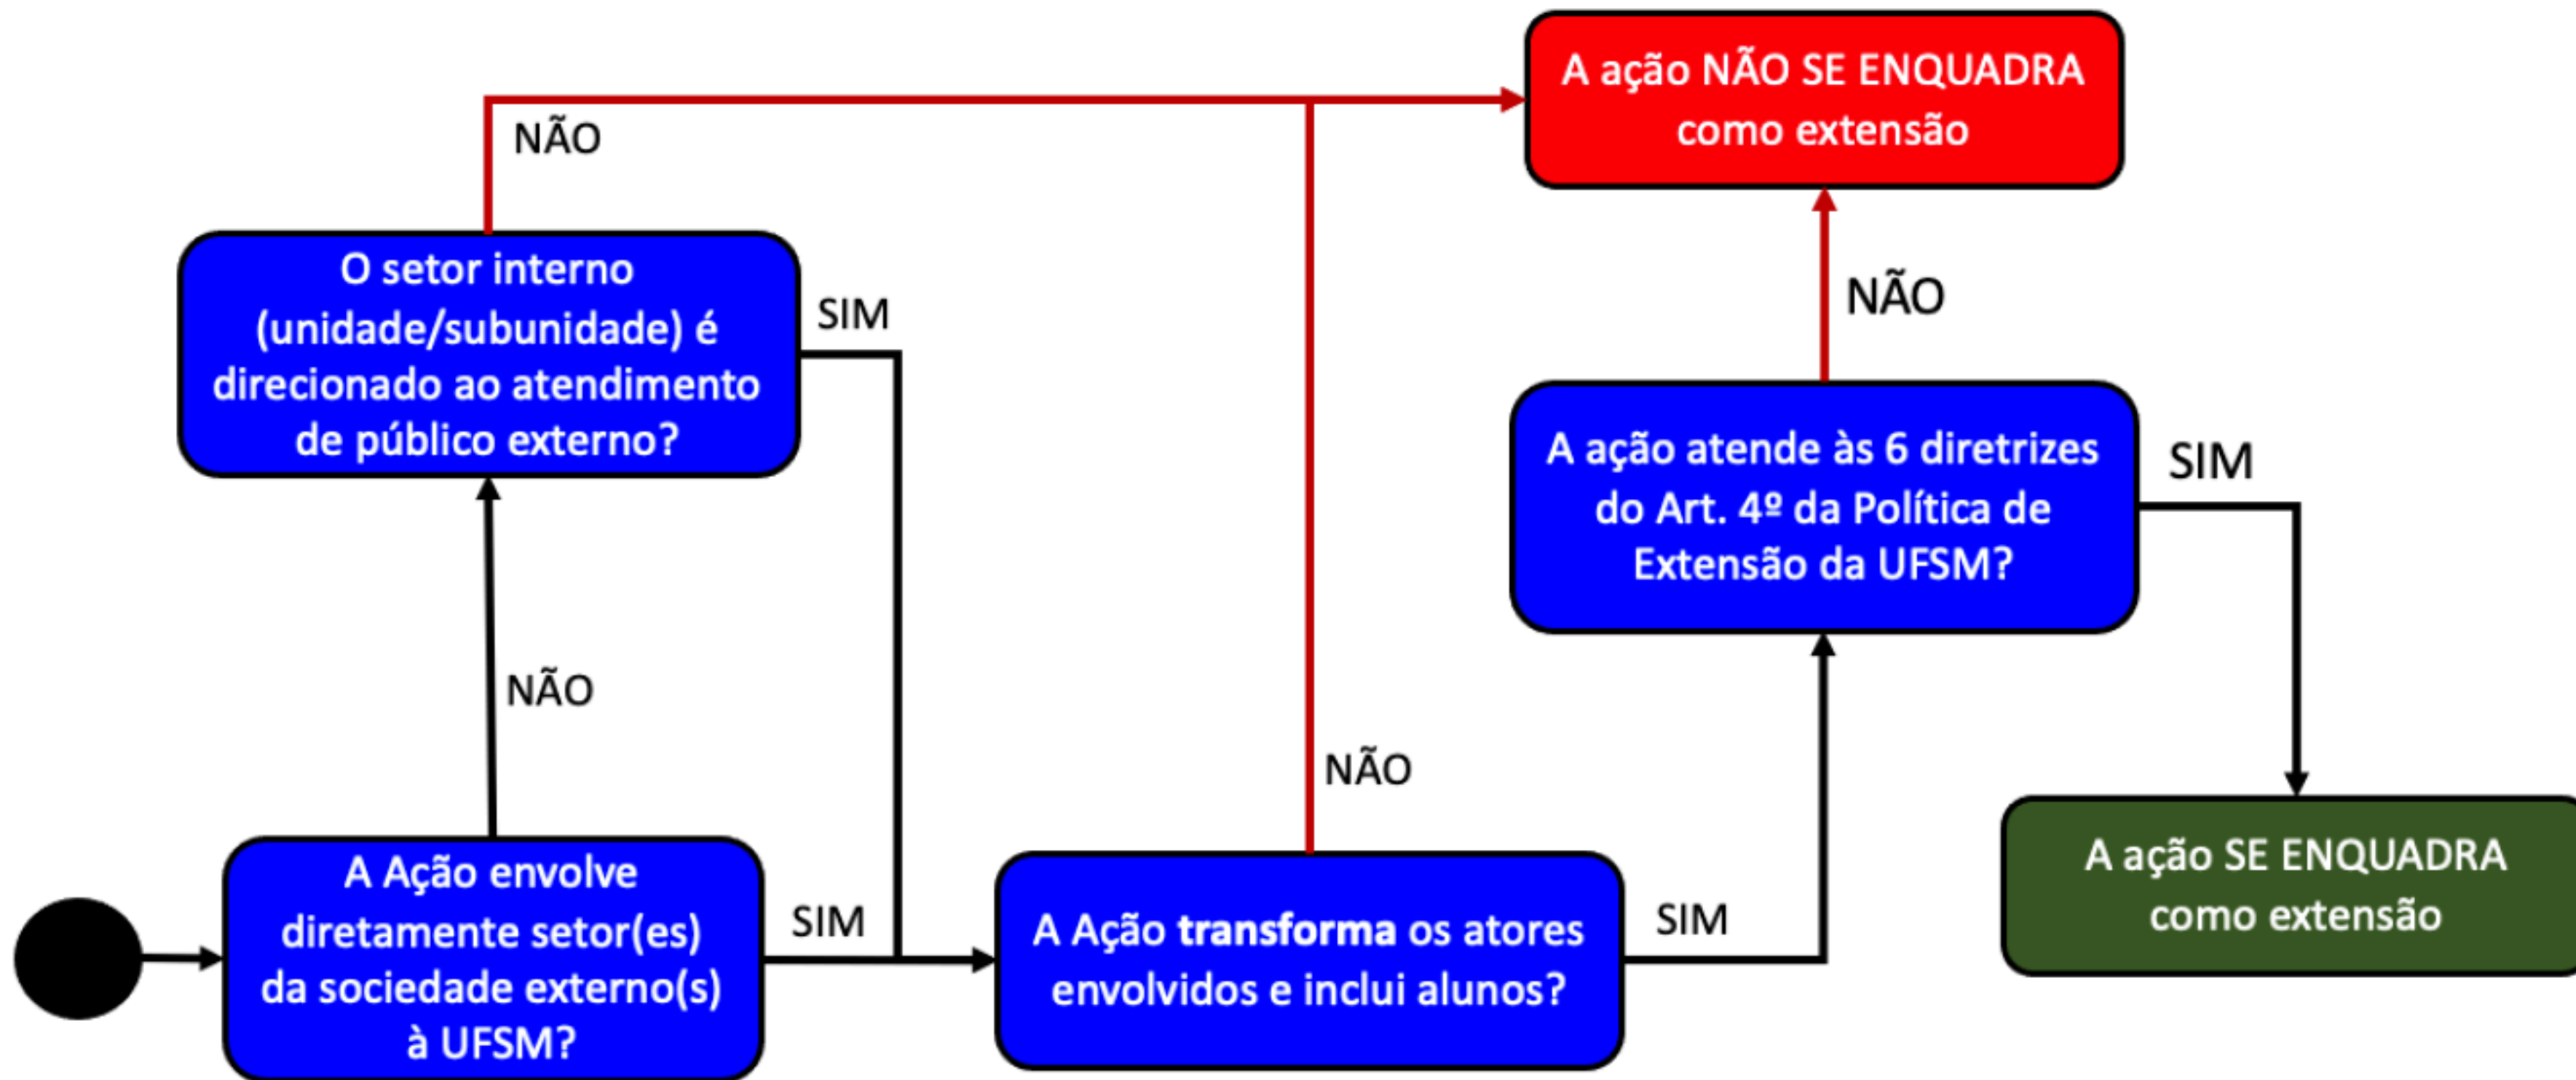 A Ação envolve
diretamente setor(es)
da sociedade externo(s)
à UFSM?
NÃO
SIM
O setor interno
(unidade/subunidade) é
direcionado ao atendimento
de público externo?
NÃO
SIM
A Ação transforma os atores
envolvidos e inclui alunos?
NÃO
SIM
A ação atende às 6 diretrizes
do Art. 4º da Política de
Extensão da UFSM?
NÃO
SIM
A ação NÃO SE ENQUADRA
como extensão
A ação SE ENQUADRA
como extensão